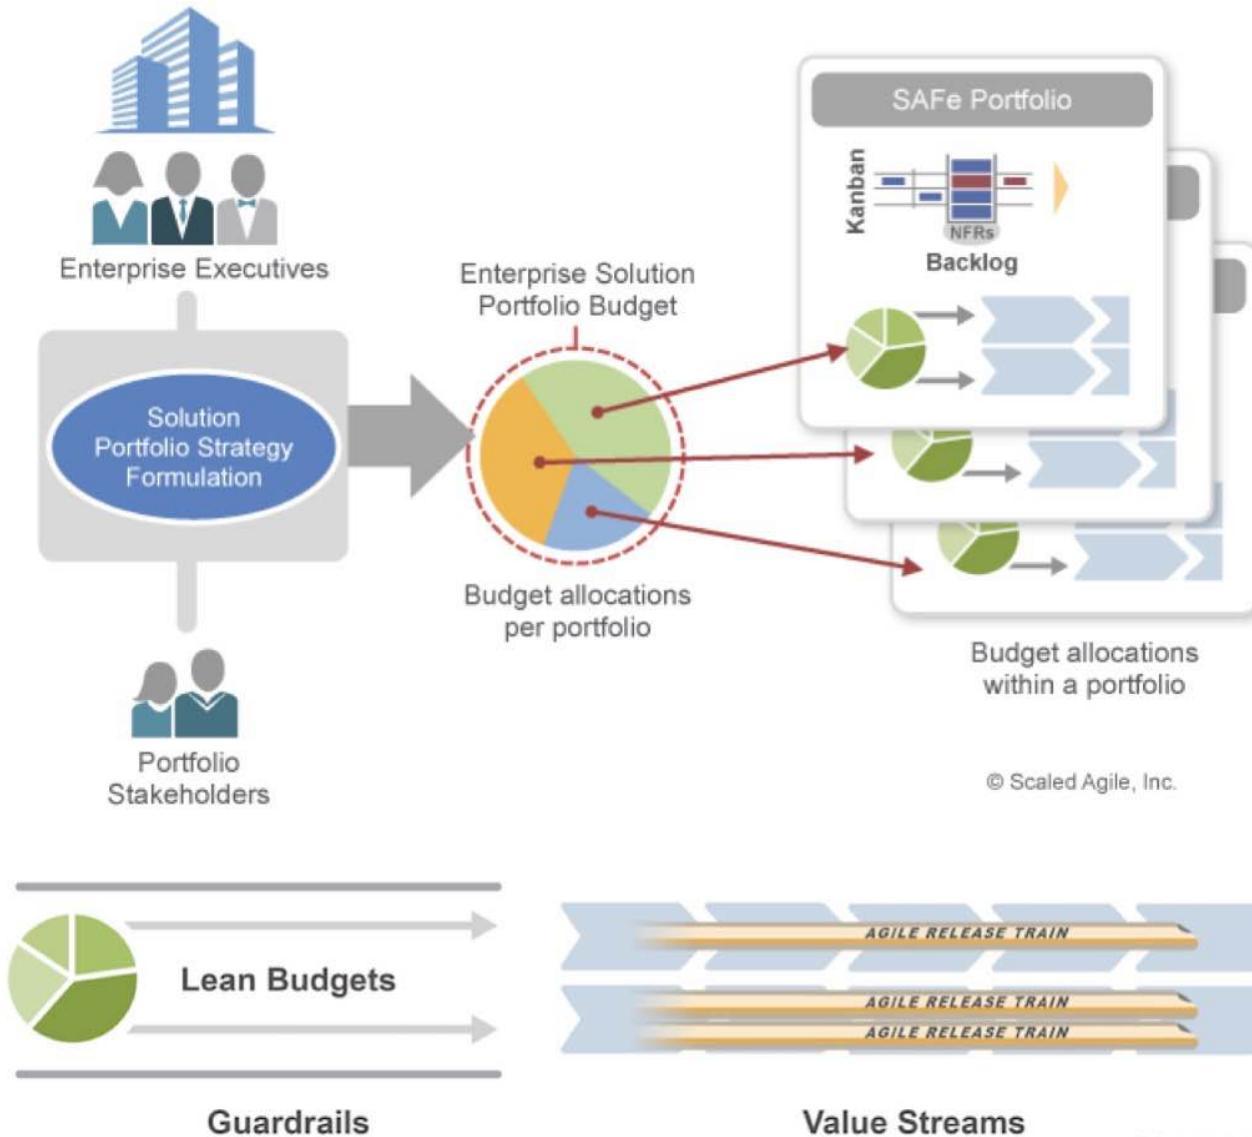 Enterprise Executives
Solution
Portfolio Strategy
Formulation
Portfolio
Stakeholders
Enterprise Solution
Portfolio Budget
Budget allocations
per portfolio
SAFe Portfolio
Kanban
NFRs
Backlog
Budget allocations
within a portfolio
© Scaled Agile, Inc.
Lean Budgets
Guardrails
AGILE RELEASE TRAIN
AGILE RELEASE TRAIN
AGILE RELEASE TRAIN
Value Streams